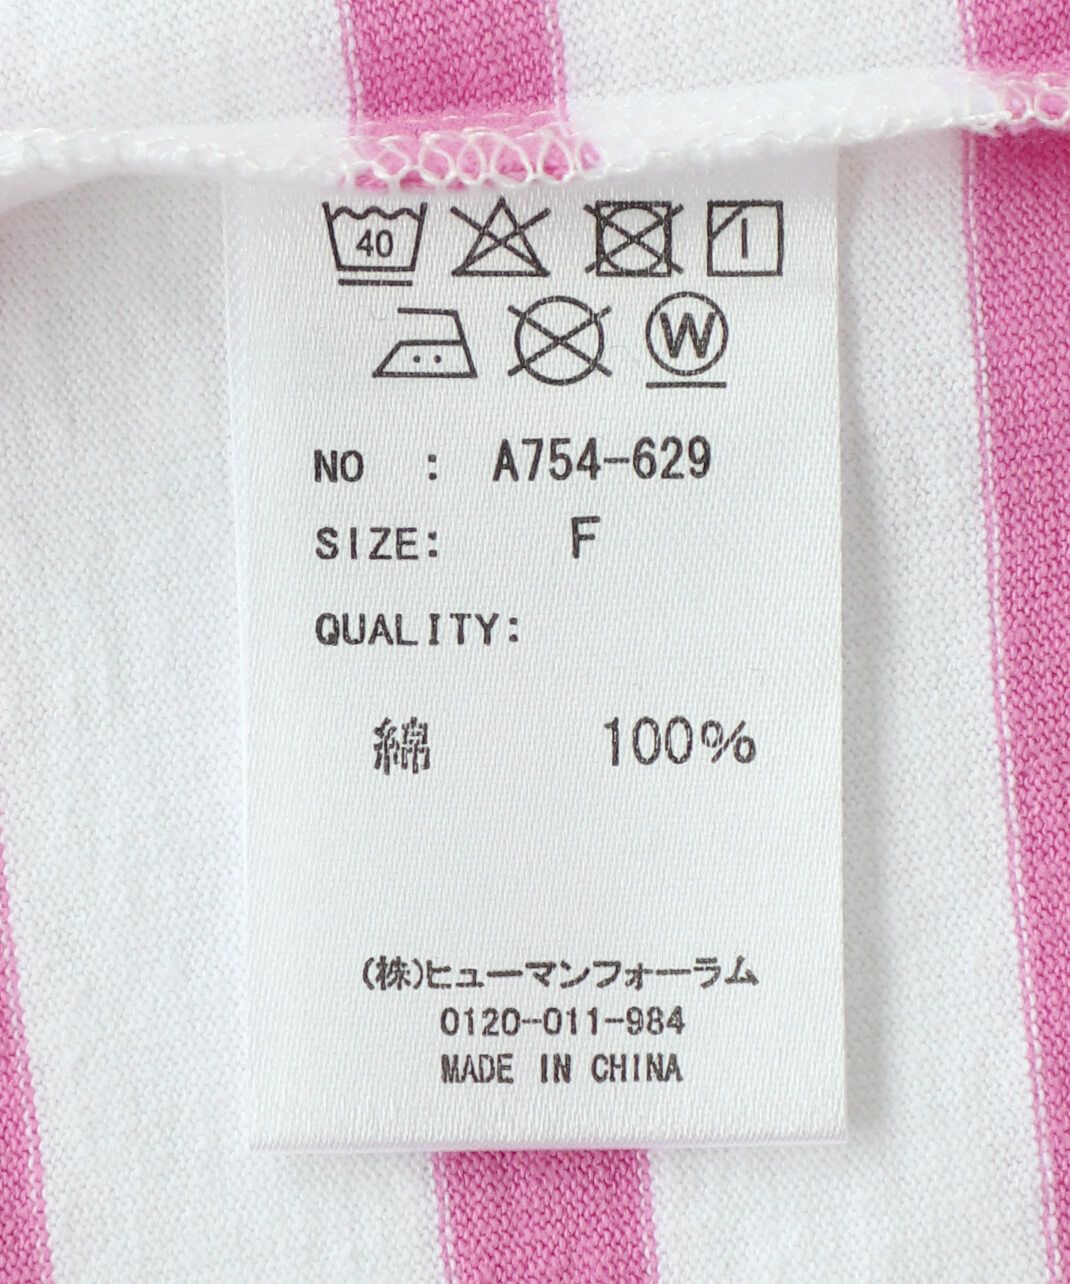 40
W
NO : A754-629
SIZE: F
QUALITY:
綿 100%
(株)ヒューマンフォーラム
0120-011-984
MADE IN CHINA